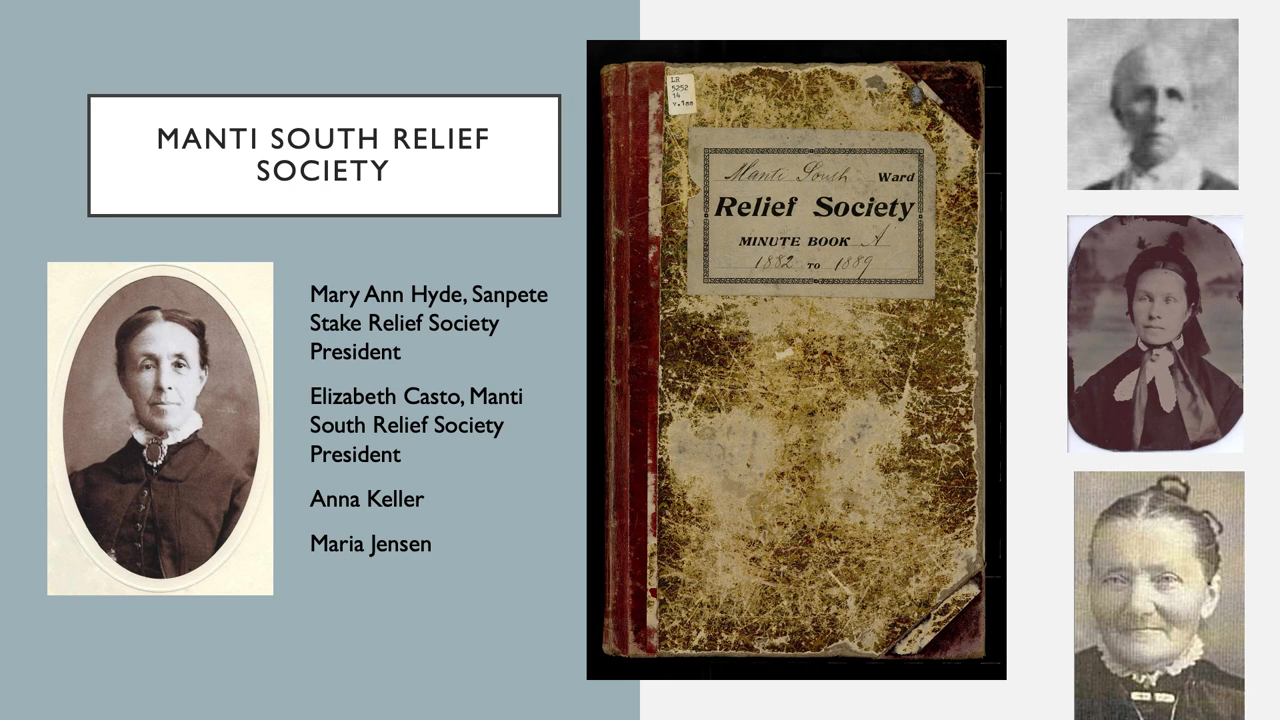 MANTI SOUTH RELIEF
SOCIETY
Mary Ann Hyde, Sanpete
Stake Relief Society
President
Elizabeth Casto, Manti
South Relief Society
President
Anna Keller
Maria Jensen
LR
5252
14
v.1
Manti South Ward
Relief Society
MINUTE BOOK A
1882 TO 1889